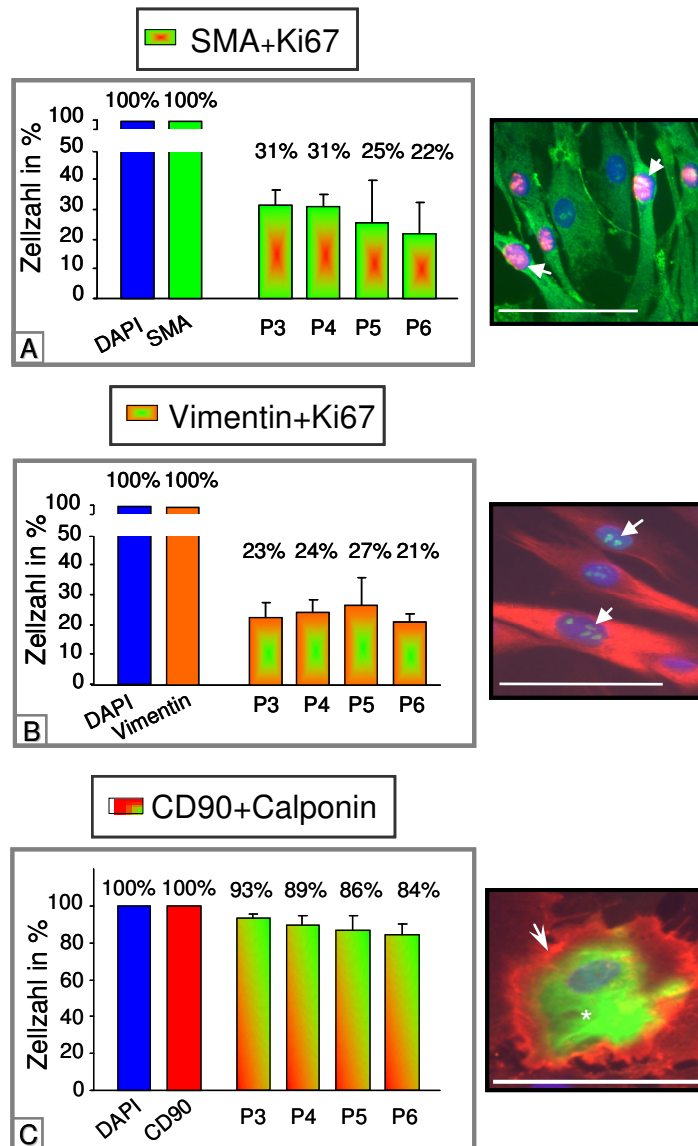 SMA+Ki67
Zellzahl in %
100
50
40
30
20
10
0
100% 100%
31% 31% 25% 22%
DAPI
SMA
P3 P4 P5 P6
A
Vimentin+Ki67
Zellzahl in %
100
50
40
30
20
10
0
100% 100%
23% 24% 27% 21%
DAPI
Vimentin
P3 P4 P5 P6
B
CD90+Calponin
Zellzahl in %
100
80
60
40
20
0
100% 100% 93% 89% 86% 84%
DAPI
CD90
P3 P4 P5 P6
C
*